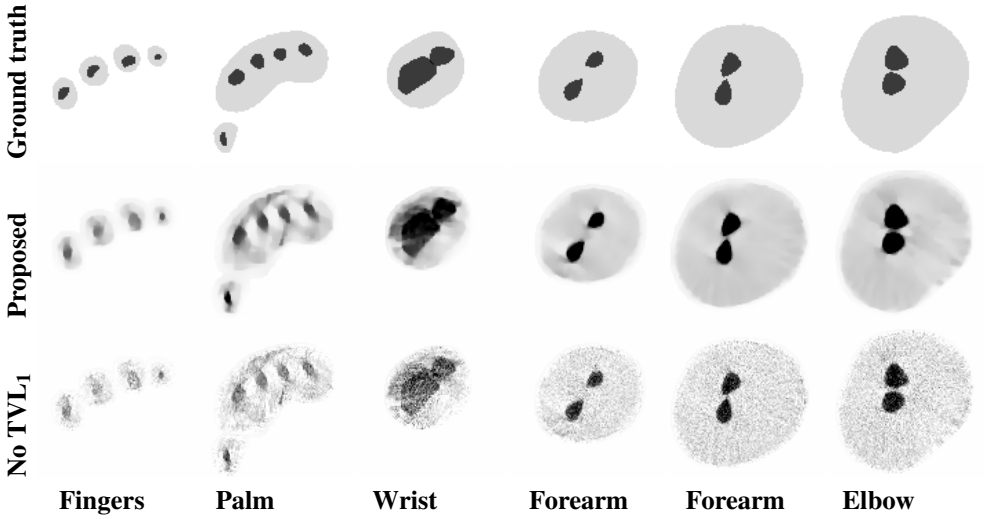 Ground truth
Proposed
No TVL₁
Fingers Palm Wrist Forearm Forearm Elbow